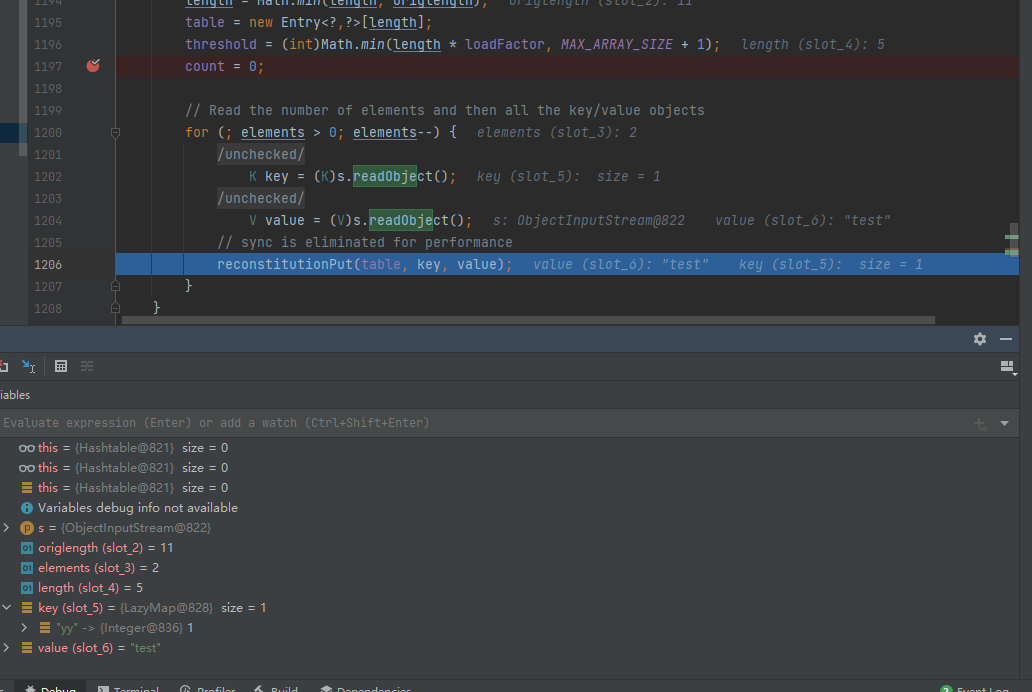 1194 length = Math.min(length, origlength); origlength (slot_2): 11
1195 table = new Entry<?,?>[length];
1196 threshold = (int)Math.min(length * loadFactor, MAX_ARRAY_SIZE + 1); length (slot_4): 5
1197 count = 0;
1198
1199 // Read the number of elements and then all the key/value objects
1200 for (; elements > 0; elements--) { elements (slot_3): 2
1201 /unchecked/
1202 K key = (K)s.readObject(); key (slot_5): size = 1
1203 /unchecked/
1204 V value = (V)s.readObject(); s: ObjectInputStream@822 value (slot_6): "test"
1205 // sync is eliminated for performance
1206 reconstitutionPut(table, key, value); value (slot_6): "test" key (slot_5): size = 1
1207 }
1208 }
iables
Evaluate expression (Enter) or add a watch (Ctrl+Shift+Enter)
this = {Hashtable@821} size = 0
this = {Hashtable@821} size = 0
this = {Hashtable@821} size = 0
Variables debug info not available
s = {ObjectInputStream@822}
origlength (slot_2) = 11
elements (slot_3) = 2
length (slot_4) = 5
key (slot_5) = {LazyMap@828} size = 1
"yy" -> {Integer@836} 1
value (slot_6) = "test"
Debug Terminal Profiler Build Dependencies 2 Event Log